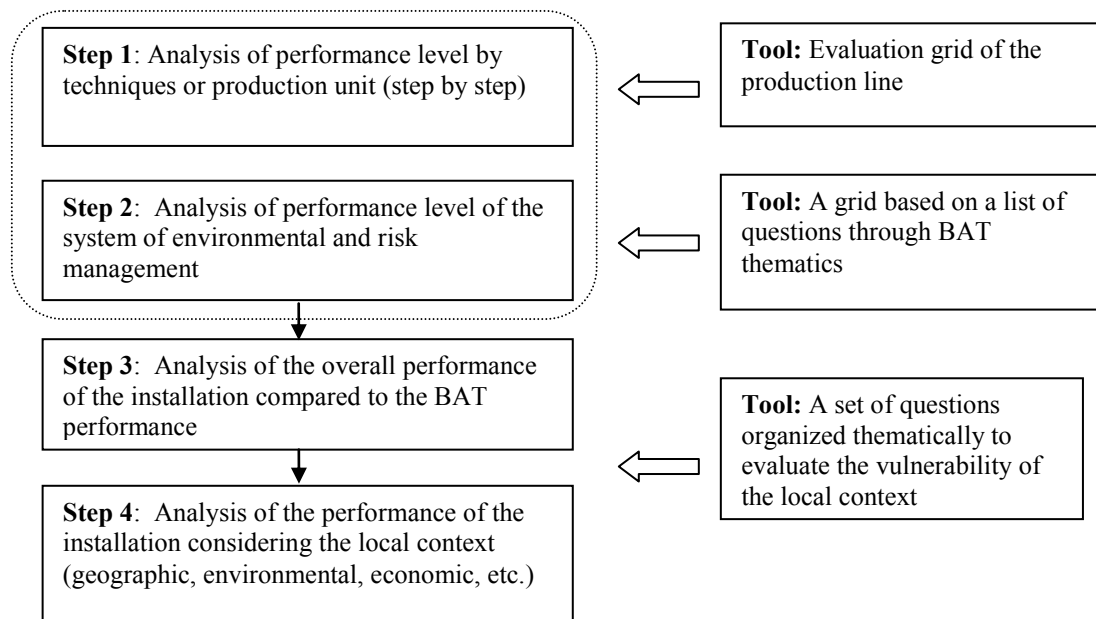 Step 1: Analysis of performance level by
techniques or production unit (step by step)
Tool: Evaluation grid of the
production line
Step 2:  Analysis of performance level of the
system of environmental and risk
management
Tool: A grid based on a list of
questions through BAT
thematics
Step 3:  Analysis of the overall performance
of the installation compared to the BAT
performance
Tool: A set of questions
organized thematically to
evaluate the vulnerability of
the local context
Step 4:  Analysis of the performance of the
installation considering the local context
(geographic, environmental, economic, etc.)